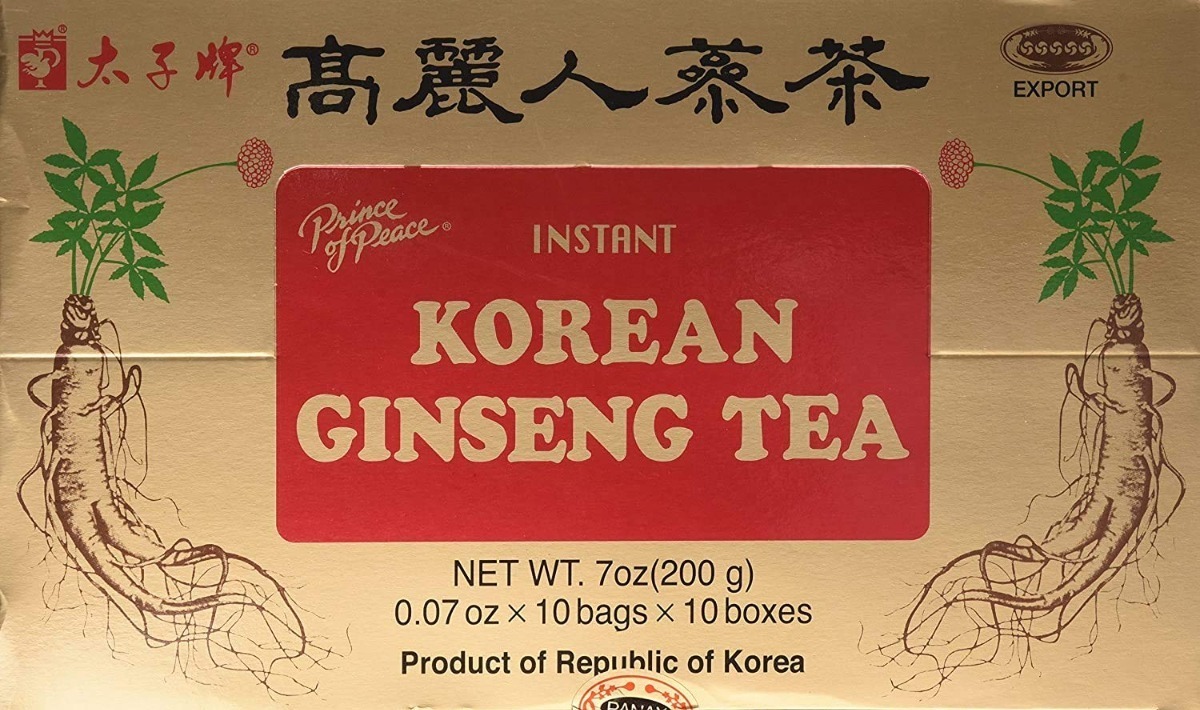 太子牌®
高麗人蔘茶
EXPORT
Prince
of Peace®
INSTANT
KOREAN
GINSENG TEA
NET WT. 7oz(200 g)
0.07 oz × 10 bags × 10 boxes
Product of Republic of Korea